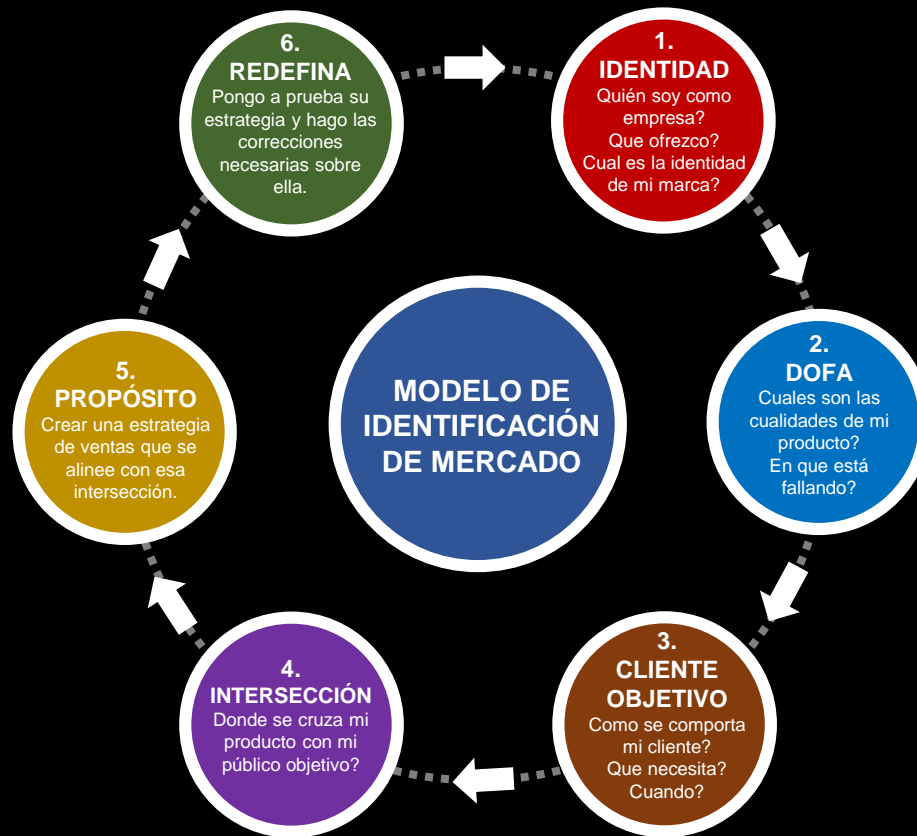 MODELO DE
IDENTIFICACIÓN
DE MERCADO
1.
IDENTIDAD
Quién soy como
empresa?
Que ofrezco?
Cual es la identidad
de mi marca?
2.
DOFA
Cuales son las
cualidades de mi
producto?
En que está
fallando?
3.
CLIENTE
OBJETIVO
Como se comporta
mi cliente?
Que necesita?
Cuando?
4.
INTERSECCIÓN
Donde se cruza mi
producto con mi
público objetivo?
5.
PROPÓSITO
Crear una estrategia
de ventas que se
alinee con esa
intersección.
6.
REDEFINA
Pongo a prueba su
estrategia y hago las
correcciones
necesarias sobre
ella.